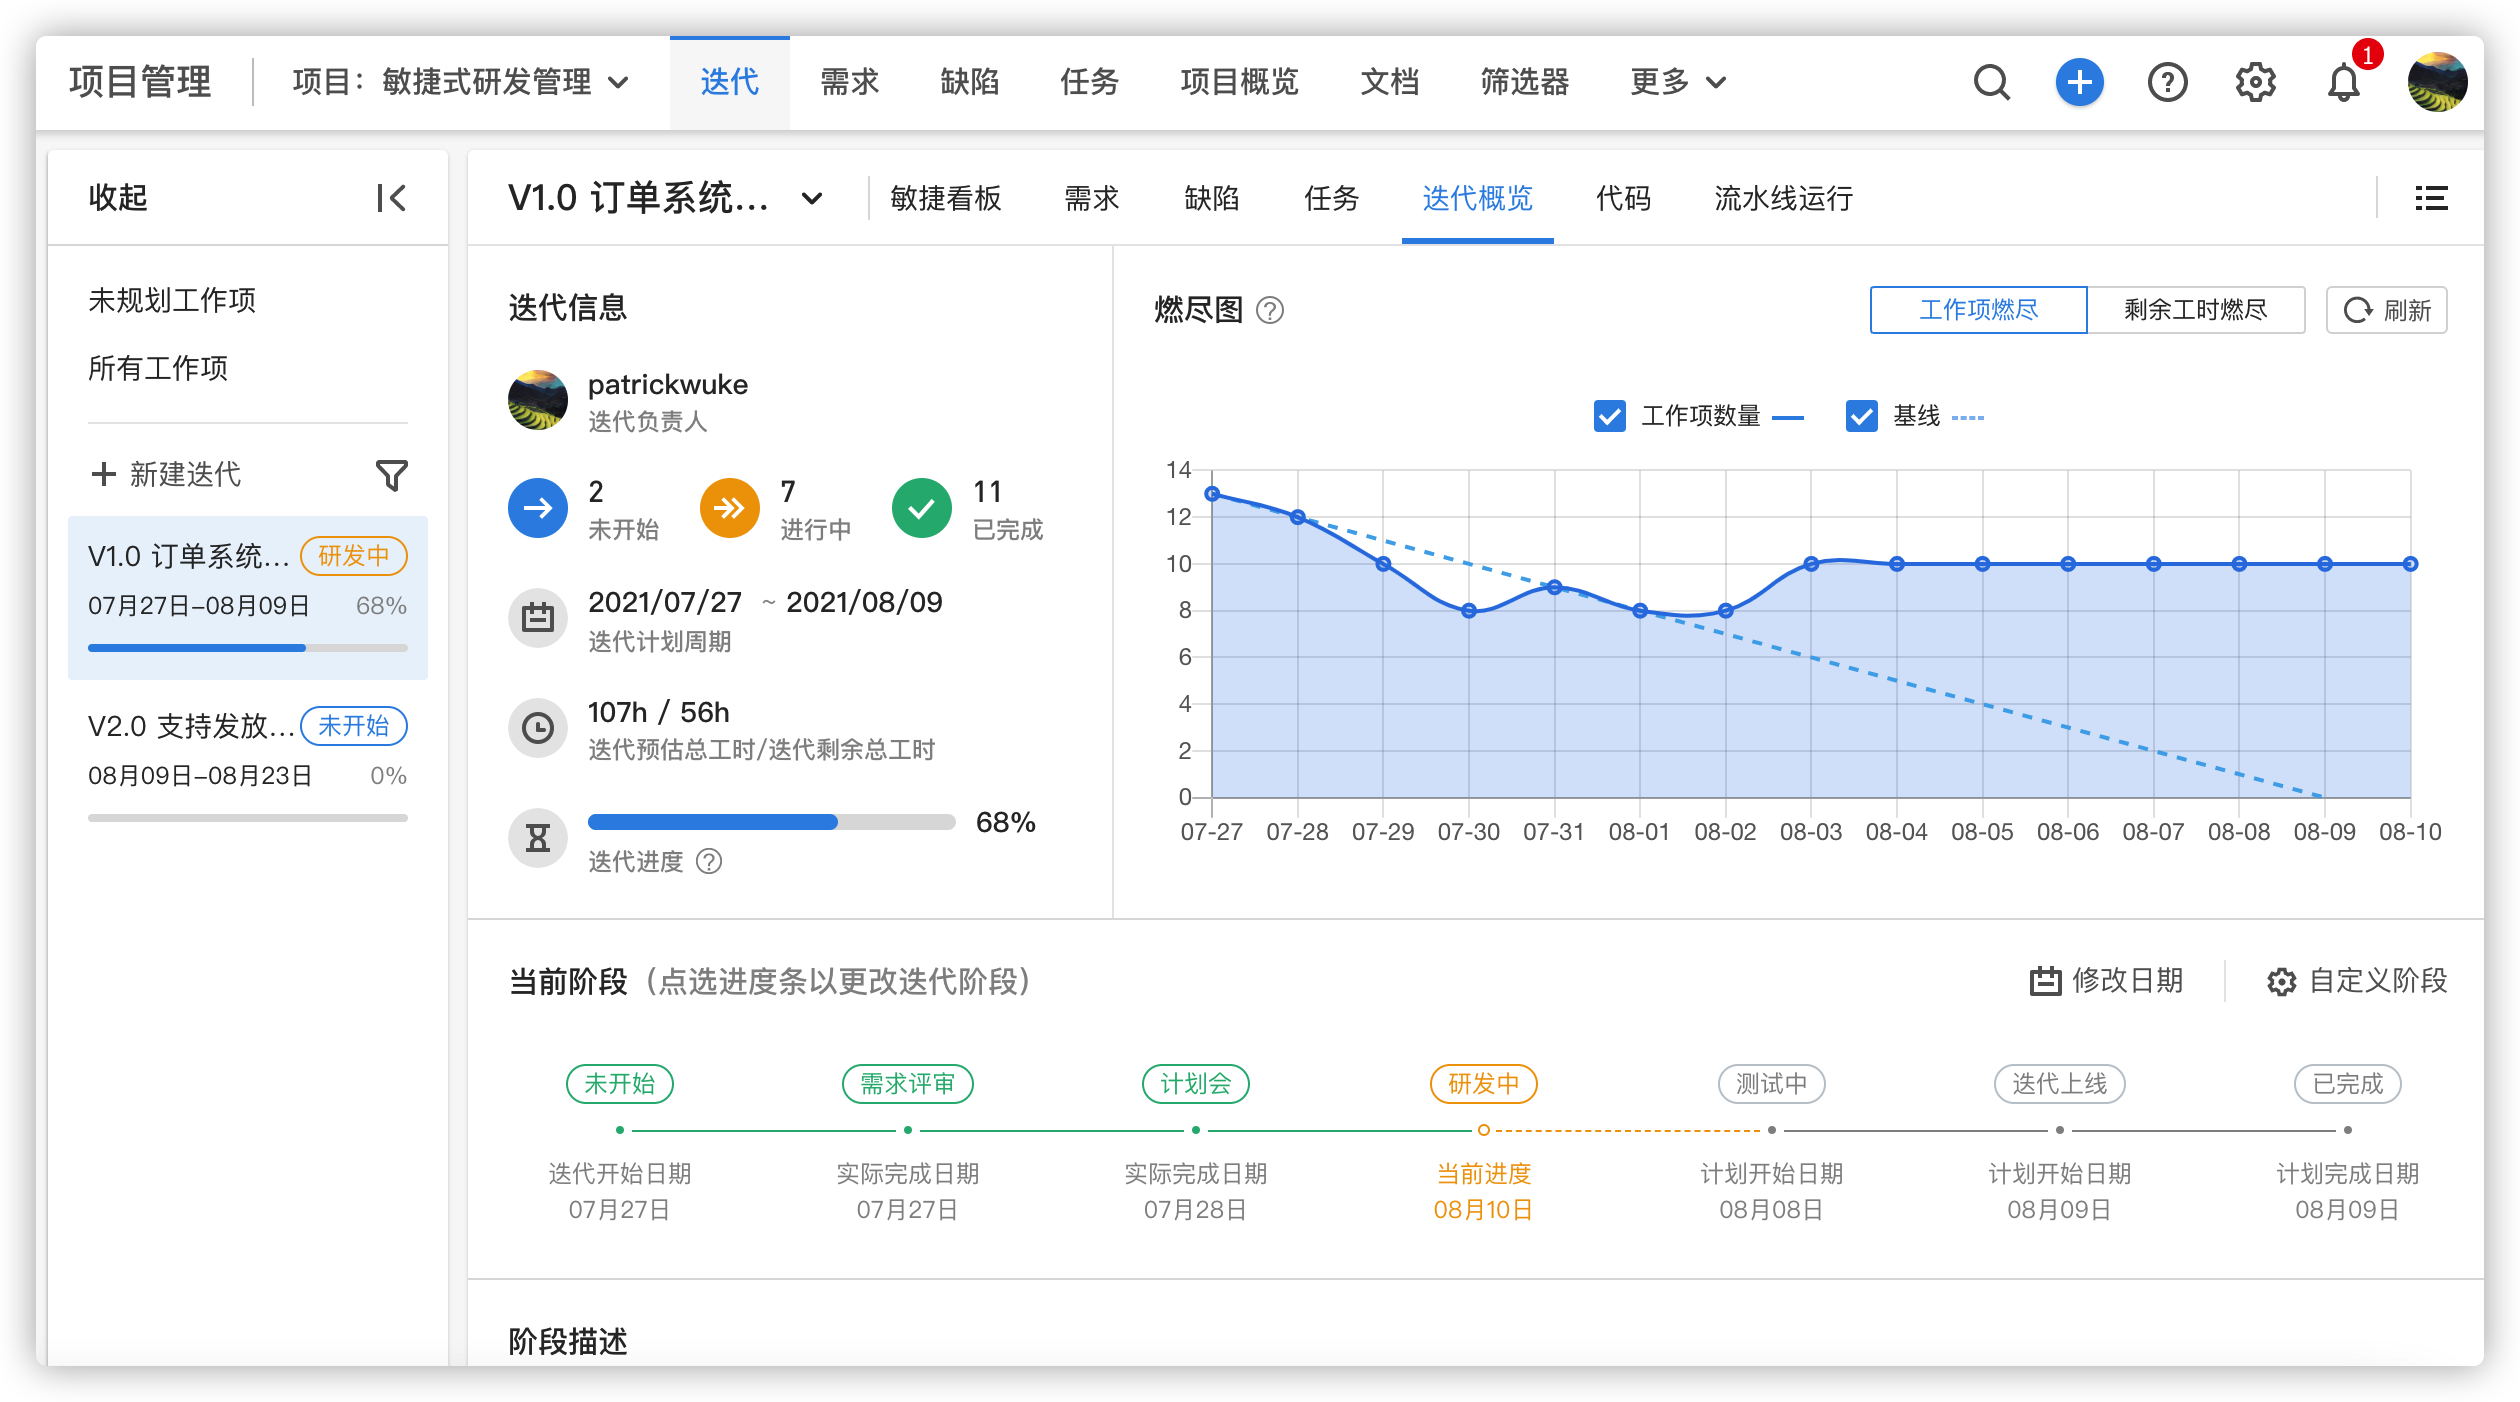 项目管理
项目：敏捷式研发管理
迭代 需求 缺陷 任务 项目概览 文档 筛选器 更多
1
收起
未规划工作项
所有工作项
新建迭代
V1.0 订单系统... 研发中
07月27日-08月09日 68%
V2.0 支持发放... 未开始
08月09日-08月23日 0%
V1.0 订单系统...
敏捷看板 需求 缺陷 任务 迭代概览 代码 流水线运行
迭代信息
patrickwuke
迭代负责人
2 7 11
未开始 进行中 已完成
2021/07/27 ~ 2021/08/09
迭代计划周期
107h / 56h
迭代预估总工时/迭代剩余总工时
68%
迭代进度
燃尽图
工作项燃尽 剩余工时燃尽 刷新
工作项数量 基线
14
12
10
8
6
4
2
0
07-27 07-28 07-29 07-30 07-31 08-01 08-02 08-03 08-04 08-05 08-06 08-07 08-08 08-09 08-10
当前阶段（点选进度条以更改迭代阶段）
修改日期 自定义阶段
未开始 需求评审 计划会 研发中 测试中 迭代上线 已完成
迭代开始日期 实际完成日期 实际完成日期 当前进度 计划开始日期 计划开始日期 计划完成日期
07月27日 07月27日 07月28日 08月10日 08月08日 08月09日 08月09日
阶段描述